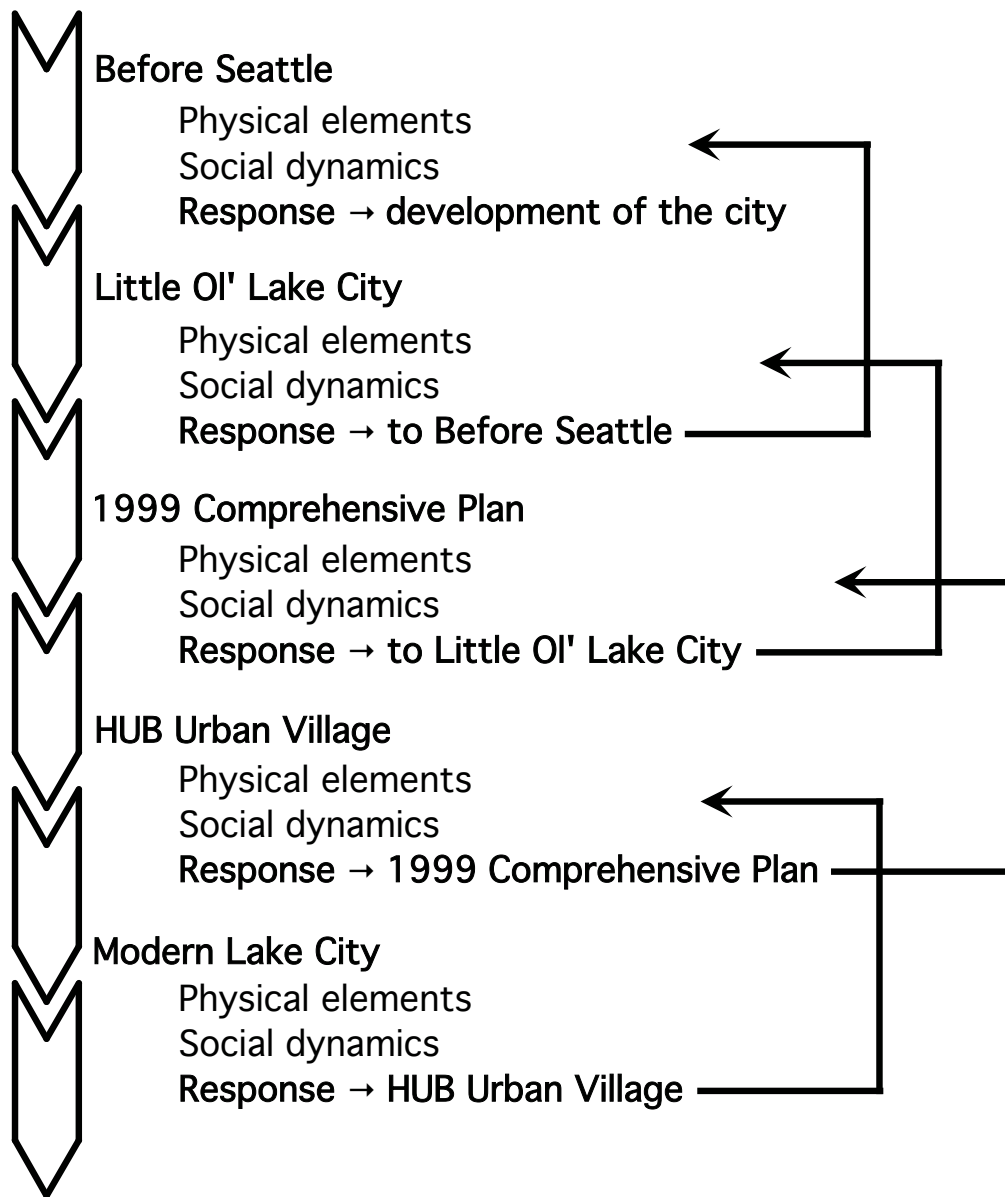 Before Seattle
Physical elements
Social dynamics
Response → development of the city
Little Ol' Lake City
Physical elements
Social dynamics
Response → to Before Seattle
1999 Comprehensive Plan
Physical elements
Social dynamics
Response → to Little Ol' Lake City
HUB Urban Village
Physical elements
Social dynamics
Response → 1999 Comprehensive Plan
Modern Lake City
Physical elements
Social dynamics
Response → HUB Urban Village